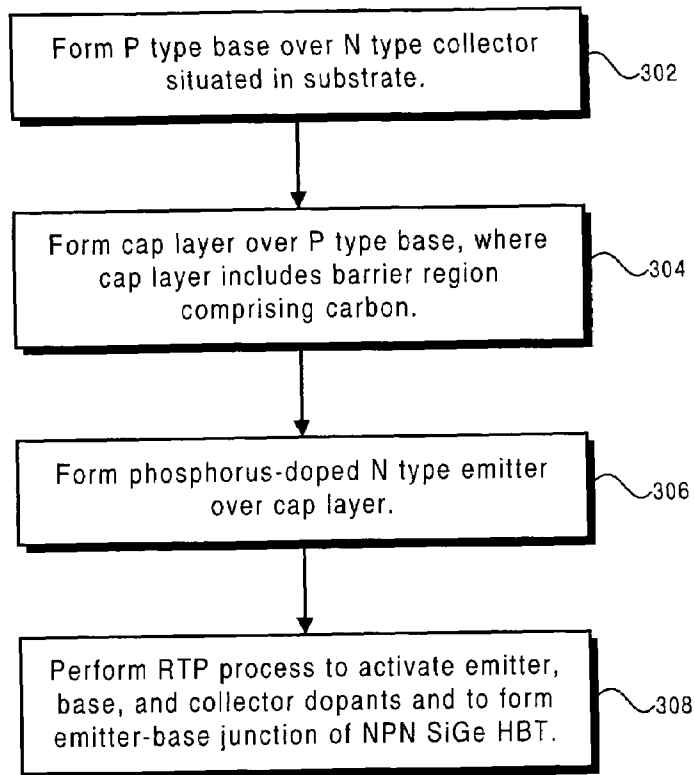 Form P type base over N type collector
situated in substrate.
302
Form cap layer over P type base, where
cap layer includes barrier region
comprising carbon.
304
Form phosphorus-doped N type emitter
over cap layer.
306
Perform RTP process to activate emitter,
base, and collector dopants and to form
emitter-base junction of NPN SiGe HBT.
308